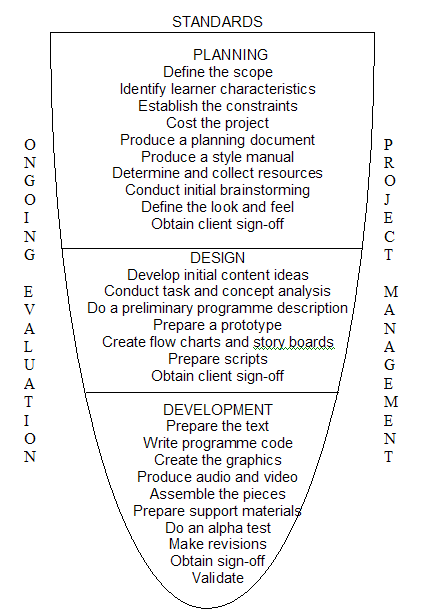 STANDARDS
PLANNING
Define the scope
Identify learner characteristics
Establish the constraints
Cost the project
Produce a planning document
Produce a style manual
Determine and collect resources
Conduct initial brainstorming
Define the look and feel
Obtain client sign-off
DESIGN
Develop initial content ideas
Conduct task and concept analysis
Do a preliminary programme description
Prepare a prototype
Create flow charts and story boards
Prepare scripts
Obtain client sign-off
DEVELOPMENT
Prepare the text
Write programme code
Create the graphics
Produce audio and video
Assemble the pieces
Prepare support materials
Do an alpha test
Make revisions
Obtain sign-off
Validate
ONGOING EVALUATION
PROJECT MANAGEMENT